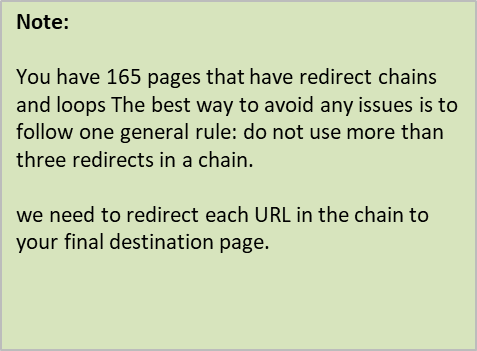 Note:
You have 165 pages that have redirect chains
and loops The best way to avoid any issues is to
follow one general rule: do not use more than
three redirects in a chain.
we need to redirect each URL in the chain to
your final destination page.